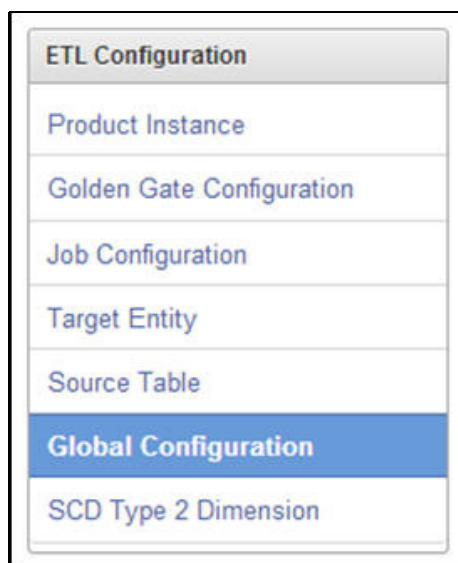 ETL Configuration
Product Instance
Golden Gate Configuration
Job Configuration
Target Entity
Source Table
Global Configuration
SCD Type 2 Dimension